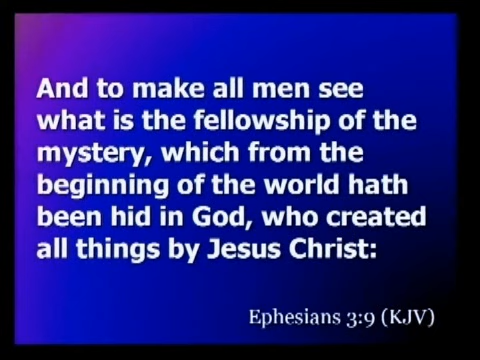 And to make all men see
what is the fellowship of the
mystery, which from the
beginning of the world hath
been hid in God, who created
all things by Jesus Christ:
Ephesians 3:9 (KJV)